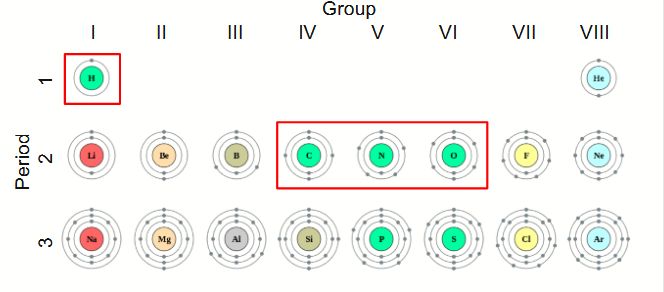 Group
I II III IV V VI VII VIII
1 H He
Period
2 Li Be B C N O F Ne
3 Na Mg Al Si P S Cl Ar